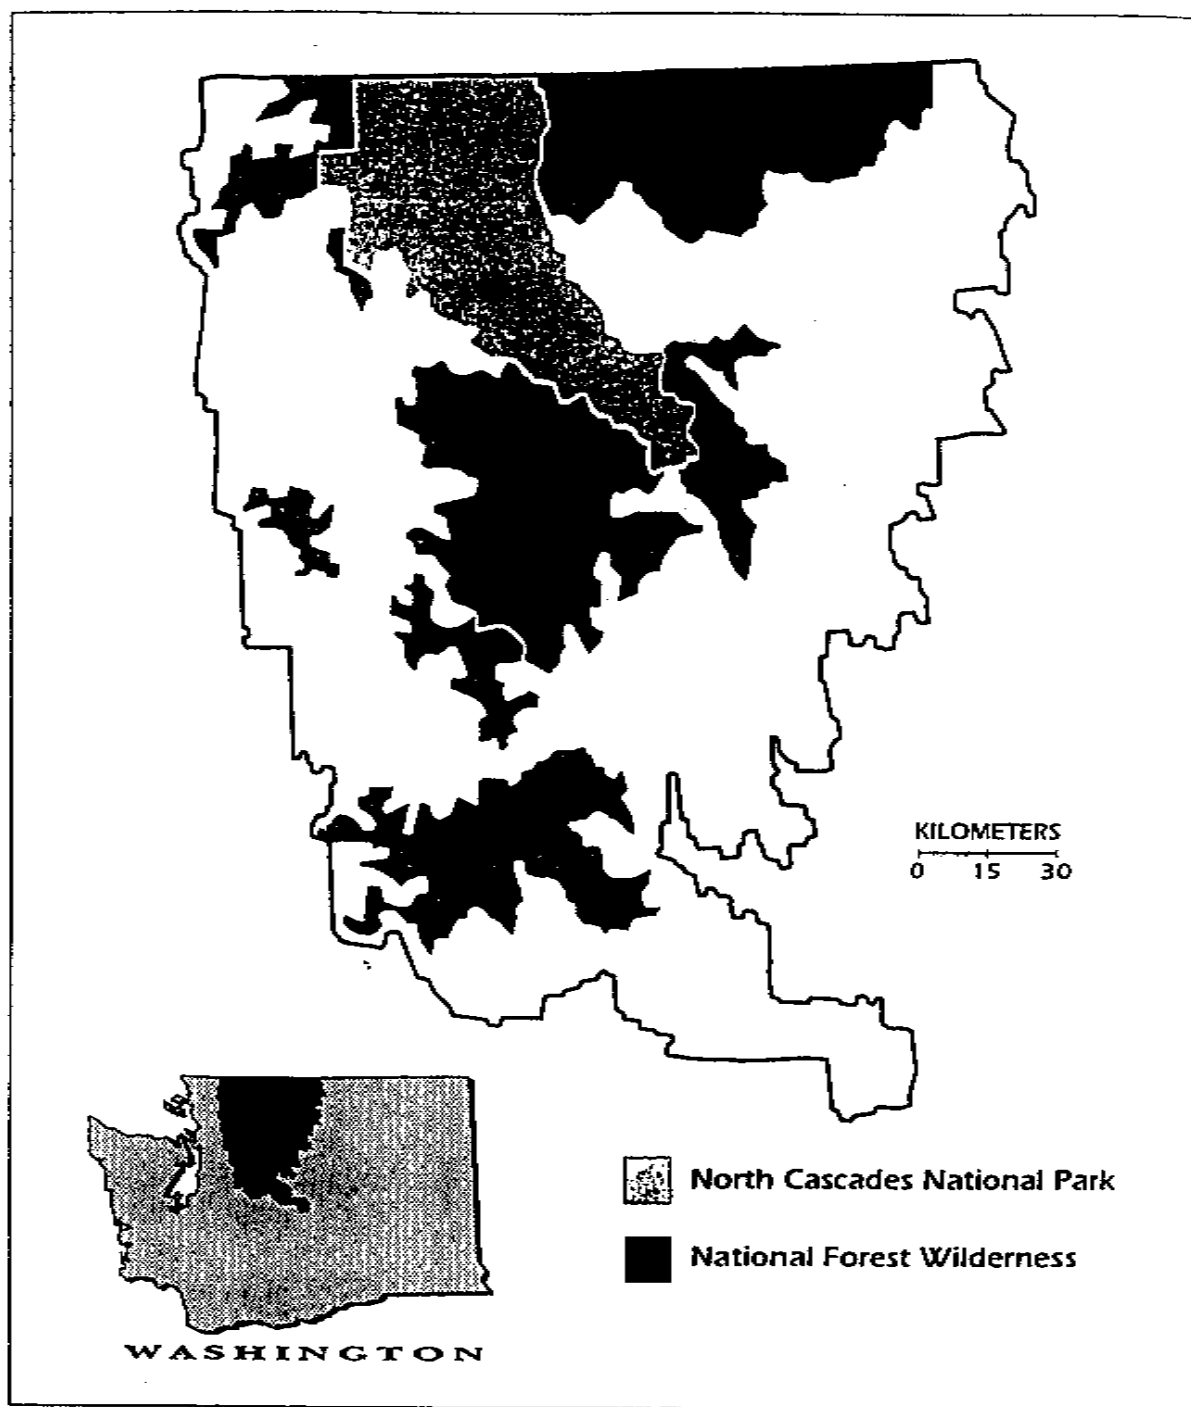 KILOMETERS
0 15 30
North Cascades National Park
National Forest Wilderness
WASHINGTON